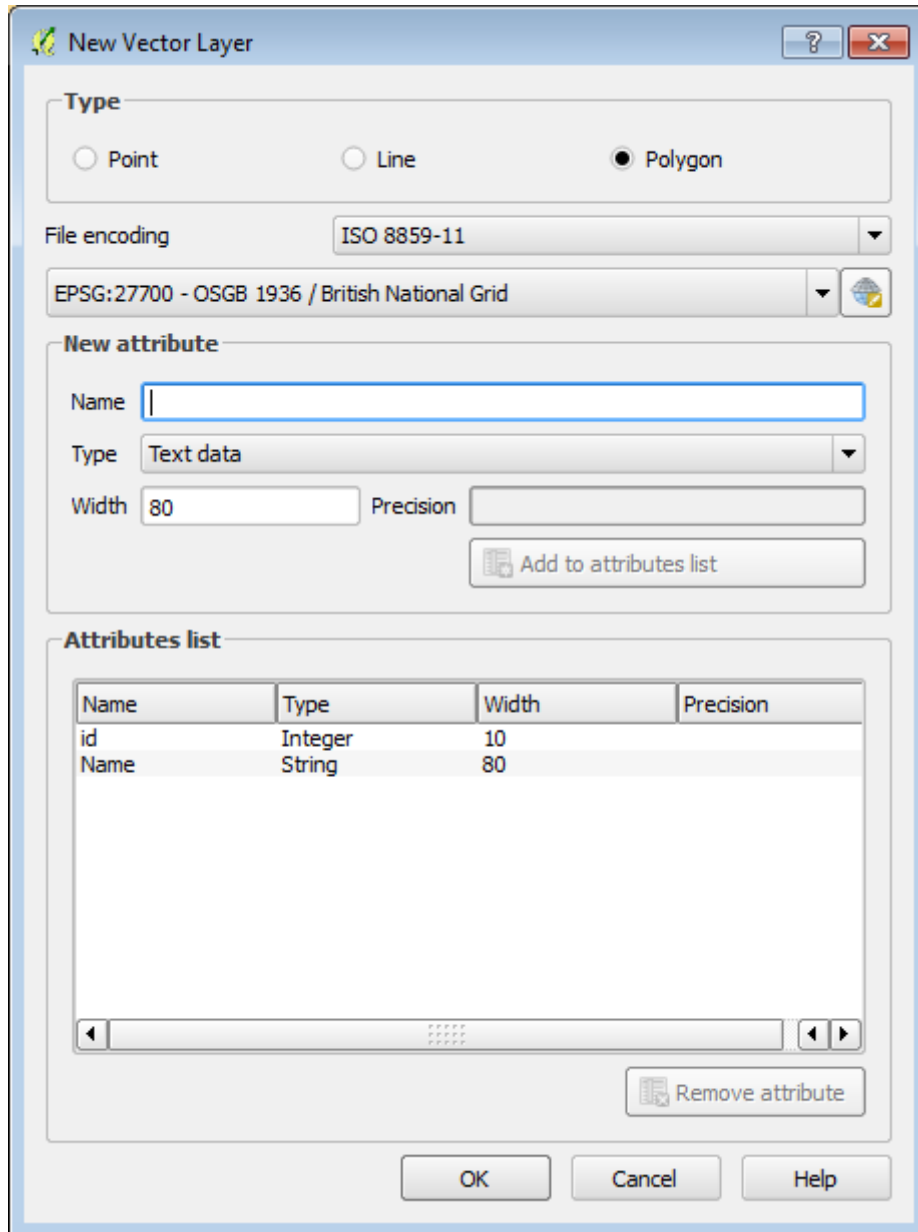 New Vector Layer
Type
Point Line Polygon
File encoding ISO 8859-11
EPSG:27700 - OSGB 1936 / British National Grid
New attribute
Name
Type Text data
Width 80 Precision
Add to attributes list
Attributes list
Name Type Width Precision
id Integer 10
Name String 80
Remove attribute
OK Cancel Help